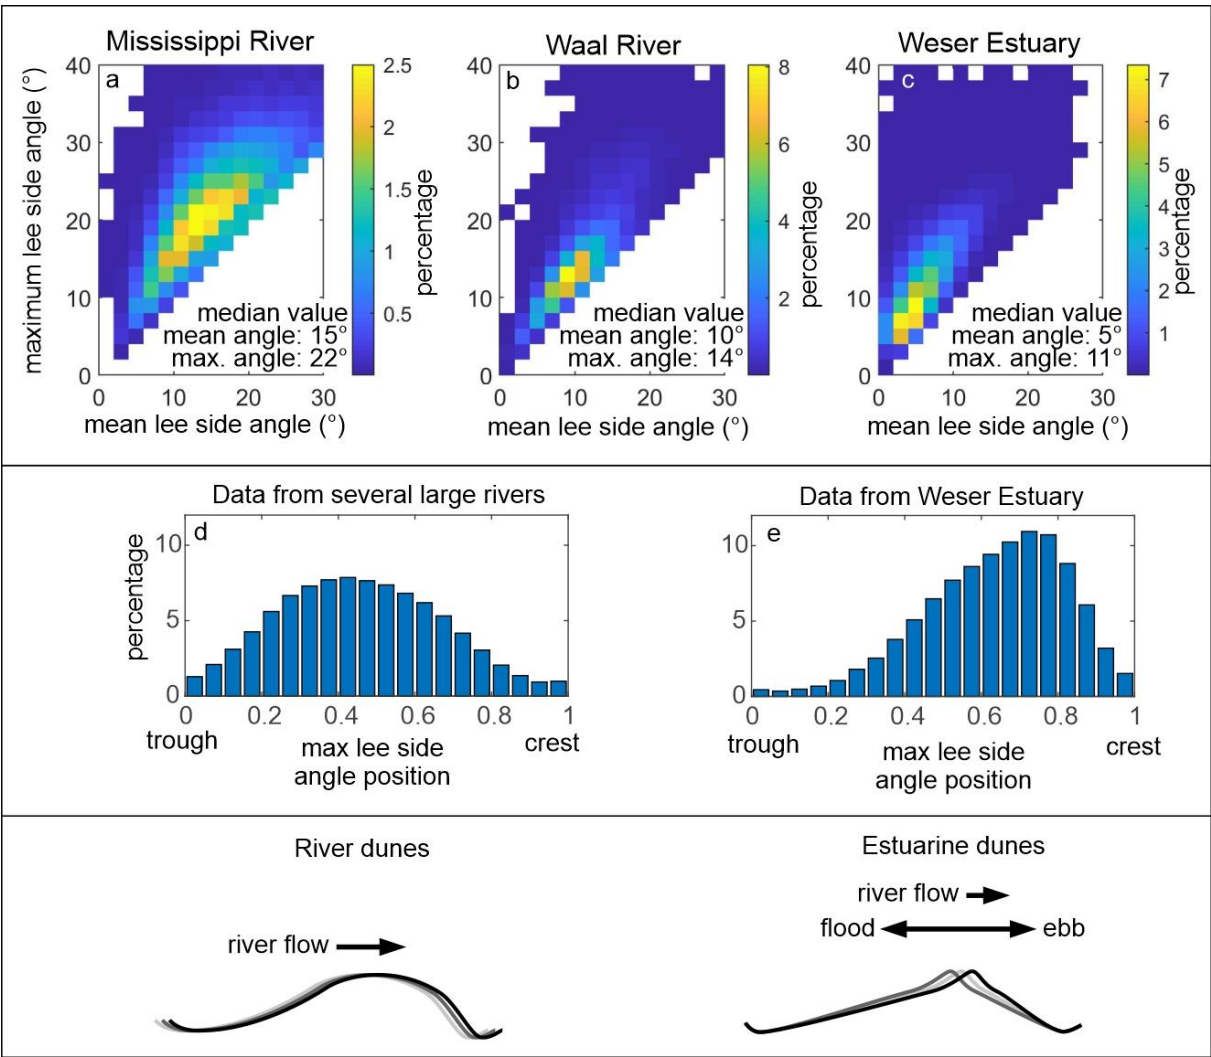 Mississippi River
Waal River
Weser Estuary
maximum lee side angle (°)
a
40
30
20
10
0
0 10 20 30
mean lee side angle (°)
median value
mean angle: 15°
max. angle: 22°
2.5
2
1.5
1
0.5
percentage
b
40
30
20
10
0
0 10 20 30
mean lee side angle (°)
median value
mean angle: 10°
max. angle: 14°
8
6
4
2
percentage
c
40
30
20
10
0
0 10 20 30
mean lee side angle (°)
median value
mean angle: 5°
max. angle: 11°
7
6
5
4
3
2
1
percentage
Data from several large rivers
d
percentage
10
5
0
0 0.2 0.4 0.6 0.8 1
trough
crest
max lee side
angle position
Data from Weser Estuary
e
10
5
0
0 0.2 0.4 0.6 0.8 1
trough
crest
max lee side
angle position
River dunes
river flow
Estuarine dunes
river flow
flood
ebb